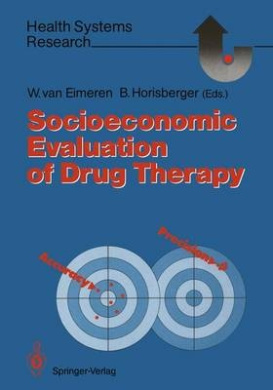 Health Systems
Research
W. van Eimeren  B. Horisberger (Eds.)
Socioeconomic
Evaluation
of Drug Therapy
Accuracy
Precision
Springer-Verlag